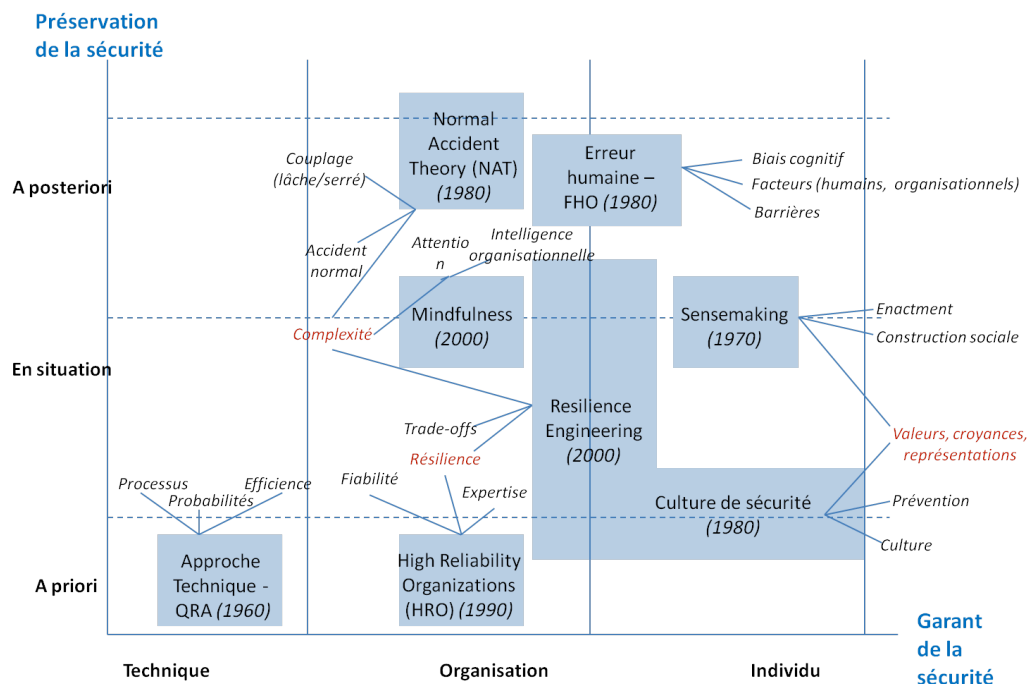 Préservation
de la sécurité
Normal
Accident
Theory (NAT)
(1980)
Erreur
humaine –
FHO (1980)
Couplage
(lâche/serré)
Biais cognitif
Facteurs (humains, organisationnels)
Barrières
A posteriori
Accident
normal
Attentio
n
Intelligence
organisationnelle
Complexité
Mindfulness
(2000)
Sensemaking
(1970)
Enactment
Construction sociale
En situation
Resilience
Engineering
(2000)
Trade-offs
Résilience
Valeurs, croyances,
représentations
Processus
Probabilités
Efficience
Fiabilité
Expertise
Culture de sécurité
(1980)
Prévention
Culture
A priori
Approche
Technique -
QRA (1960)
High Reliability
Organizations
(HRO) (1990)
Technique
Organisation
Individu
Garant
de la
sécurité